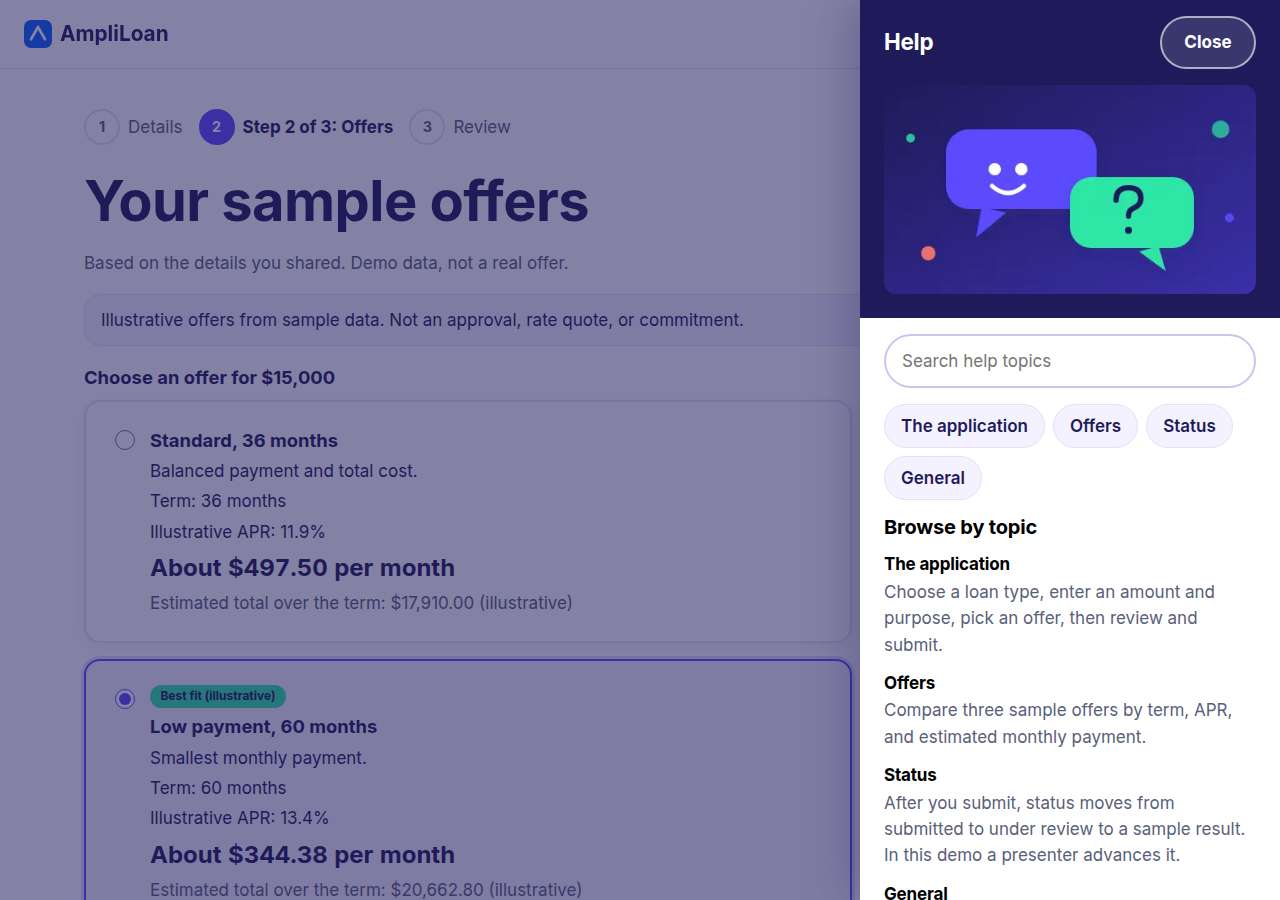 AmpliLoan
1 Details 2 Step 2 of 3: Offers 3 Review
Your sample offers
Based on the details you shared. Demo data, not a real offer.
Illustrative offers from sample data. Not an approval, rate quote, or commitment.
Choose an offer for $15,000
Standard, 36 months
Balanced payment and total cost.
Term: 36 months
Illustrative APR: 11.9%
About $497.50 per month
Estimated total over the term: $17,910.00 (illustrative)
Best fit (illustrative)
Low payment, 60 months
Smallest monthly payment.
Term: 60 months
Illustrative APR: 13.4%
About $344.38 per month
Estimated total over the term: $20,662.80 (illustrative)
Help
Close
?
Search help topics
The application
Offers
Status
General
Browse by topic
The application
Choose a loan type, enter an amount and
purpose, pick an offer, then review and
submit.
Offers
Compare three sample offers by term, APR,
and estimated monthly payment.
Status
After you submit, status moves from
submitted to under review to a sample result.
In this demo a presenter advances it.
General